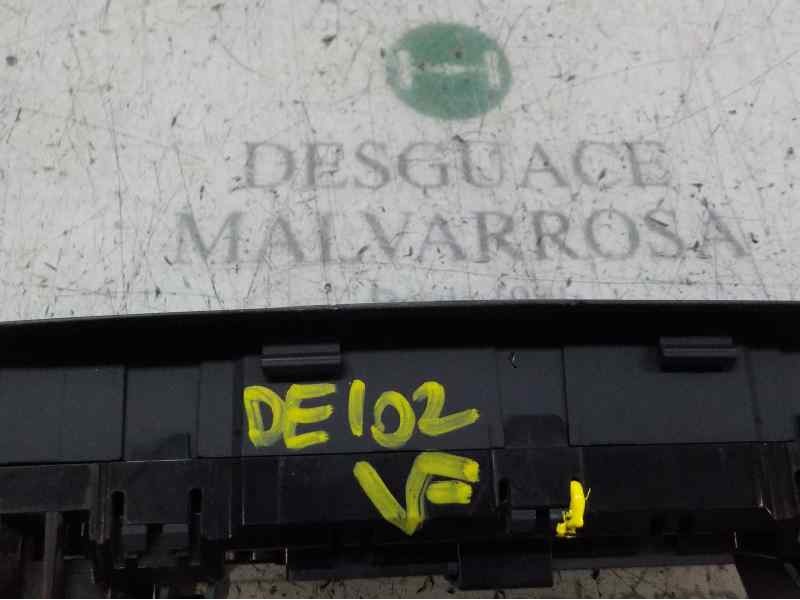 DESGUACE
MALVARROSA
DE102
VF